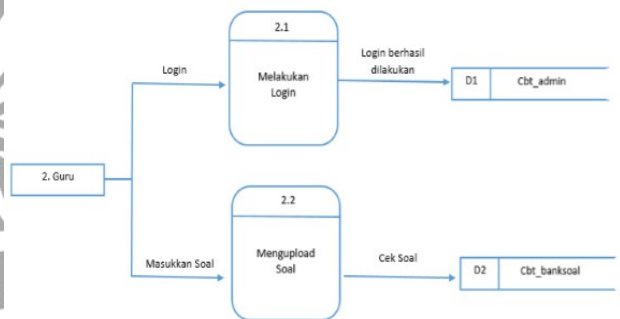 2.1
Login berhasil
dilakukan
Login
Melakukan
Login
D1
Cbt_admin
2. Guru
2.2
Masukkan Soal
Mengupload
Soal
Cek Soal
D2
Cbt_banksoal